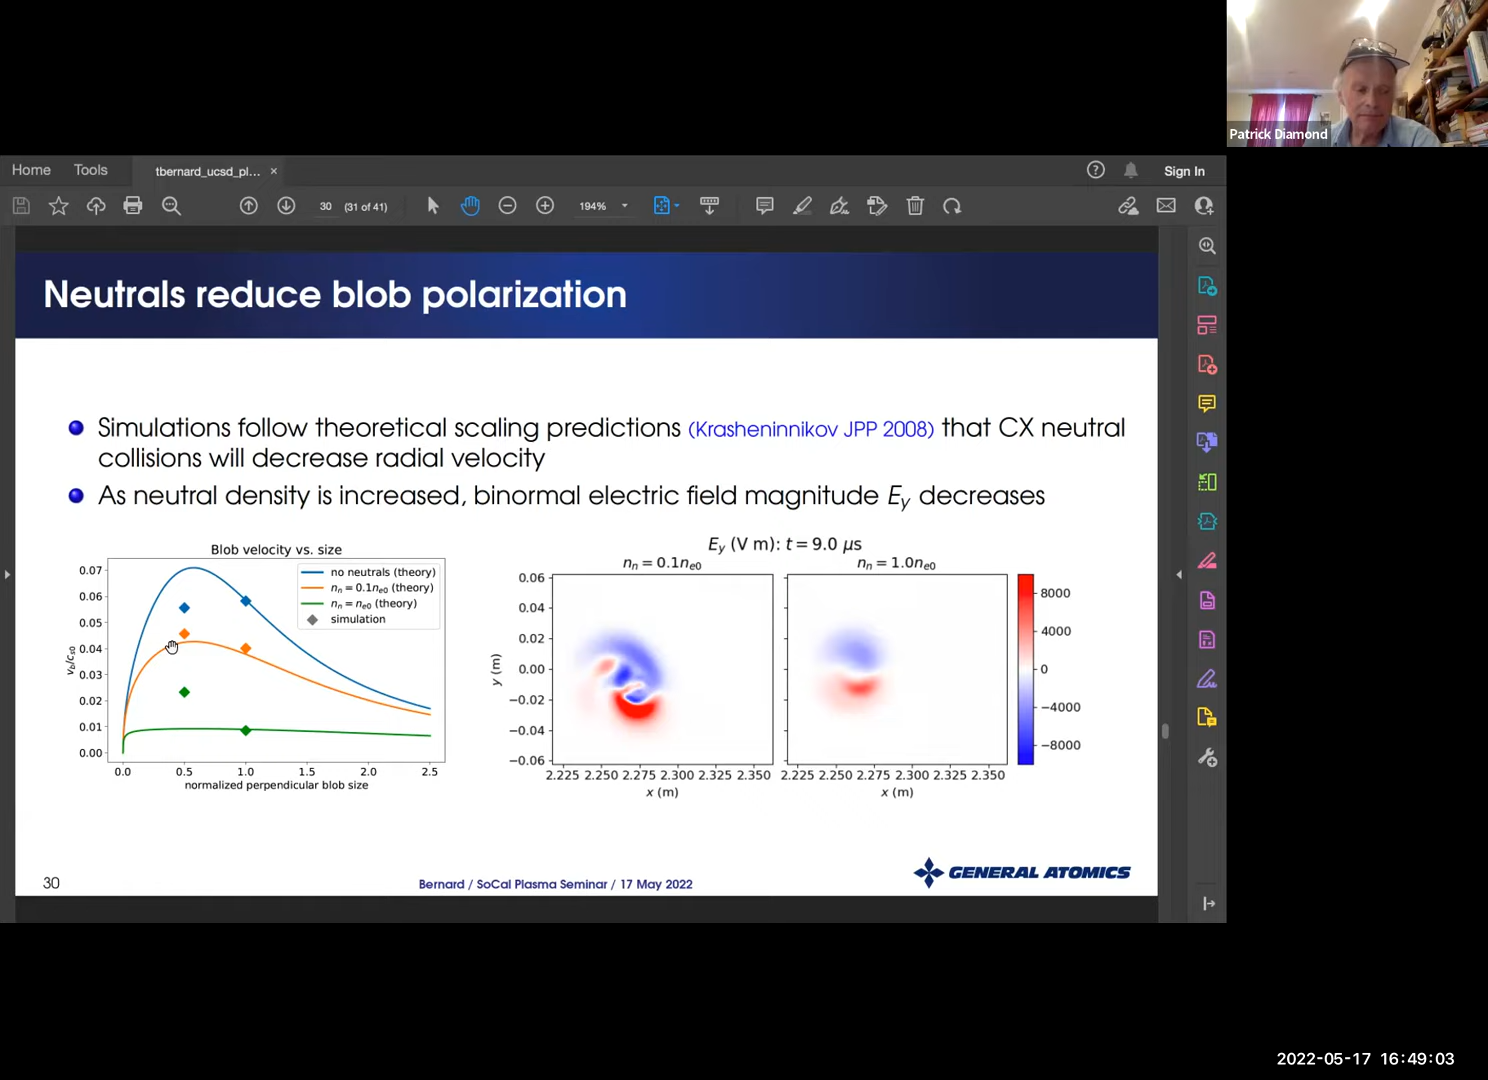 Patrick Diamond
Home Tools tbernard_ucsd_pl... × Sign In
30 (31 of 41) 194%
Neutrals reduce blob polarization
Simulations follow theoretical scaling predictions (Krasheninnikov JPP 2008) that CX neutral
collisions will decrease radial velocity
As neutral density is increased, binormal electric field magnitude E_y decreases
Blob velocity vs. size
no neutrals (theory)
n_n = 0.1n_e0 (theory)
n_n = n_e0 (theory)
simulation
0.07
0.06
0.05
0.04
0.03
0.02
0.01
0.00
v_b/c_s0
0.0 0.5 1.0 1.5 2.0 2.5
normalized perpendicular blob size
E_y (V m): t = 9.0 μs
n_n = 0.1n_e0 n_n = 1.0n_e0
0.06
0.04
0.02
0.00
−0.02
−0.04
−0.06
y (m)
2.225 2.250 2.275 2.300 2.325 2.350
x (m)
2.225 2.250 2.275 2.300 2.325 2.350
x (m)
8000
4000
0
−4000
−8000
30
Bernard / SoCal Plasma Seminar / 17 May 2022
GENERAL ATOMICS
2022-05-17 16:49:03